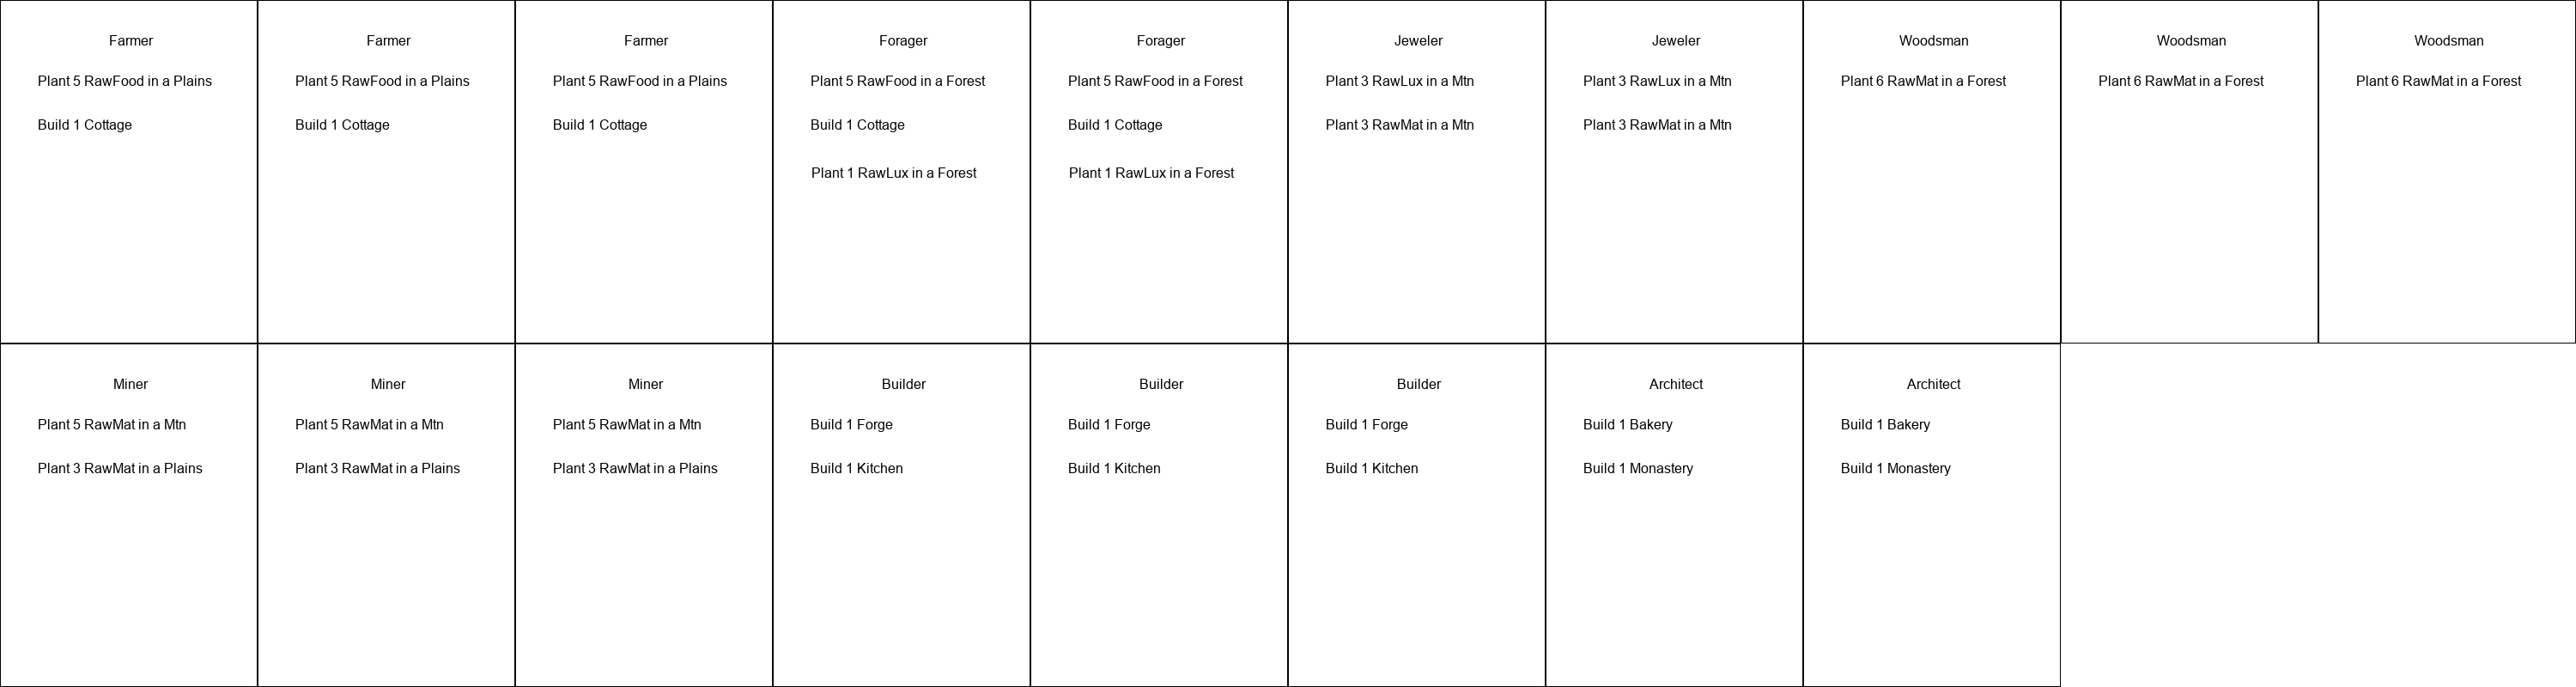 Farmer
Plant 5 RawFood in a Plains
Build 1 Cottage
Farmer
Plant 5 RawFood in a Plains
Build 1 Cottage
Farmer
Plant 5 RawFood in a Plains
Build 1 Cottage
Forager
Plant 5 RawFood in a Forest
Build 1 Cottage
Plant 1 RawLux in a Forest
Forager
Plant 5 RawFood in a Forest
Build 1 Cottage
Plant 1 RawLux in a Forest
Jeweler
Plant 3 RawLux in a Mtn
Plant 3 RawMat in a Mtn
Jeweler
Plant 3 RawLux in a Mtn
Plant 3 RawMat in a Mtn
Woodsman
Plant 6 RawMat in a Forest
Woodsman
Plant 6 RawMat in a Forest
Woodsman
Plant 6 RawMat in a Forest
Miner
Plant 5 RawMat in a Mtn
Plant 3 RawMat in a Plains
Miner
Plant 5 RawMat in a Mtn
Plant 3 RawMat in a Plains
Miner
Plant 5 RawMat in a Mtn
Plant 3 RawMat in a Plains
Builder
Build 1 Forge
Build 1 Kitchen
Builder
Build 1 Forge
Build 1 Kitchen
Builder
Build 1 Forge
Build 1 Kitchen
Architect
Build 1 Bakery
Build 1 Monastery
Architect
Build 1 Bakery
Build 1 Monastery